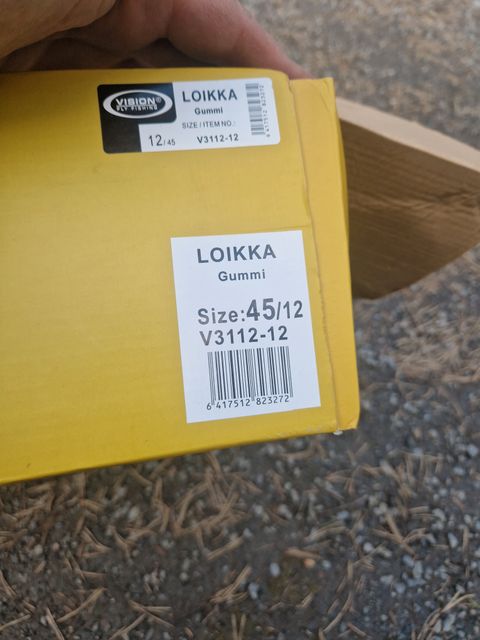 VISION®
FLY FISHING
LOIKKA
Gummi
SIZE / ITEM NO.:
12/45 V3112-12
LOIKKA
Gummi
Size:45/12
V3112-12
6 417512 823272